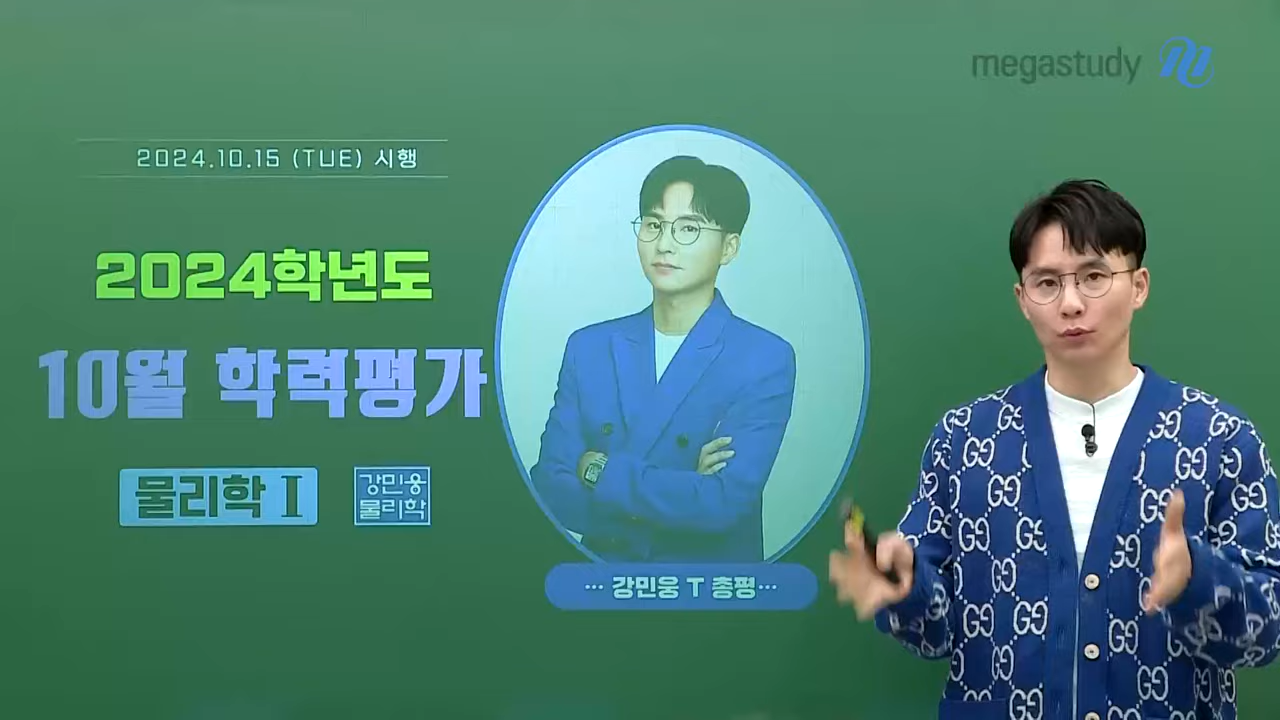 megastudy
2024.10.15 (TUE) 시행
2024학년도
10월 학력평가
물리학 I
강민웅
물리학
··· 강민웅 T 총평···